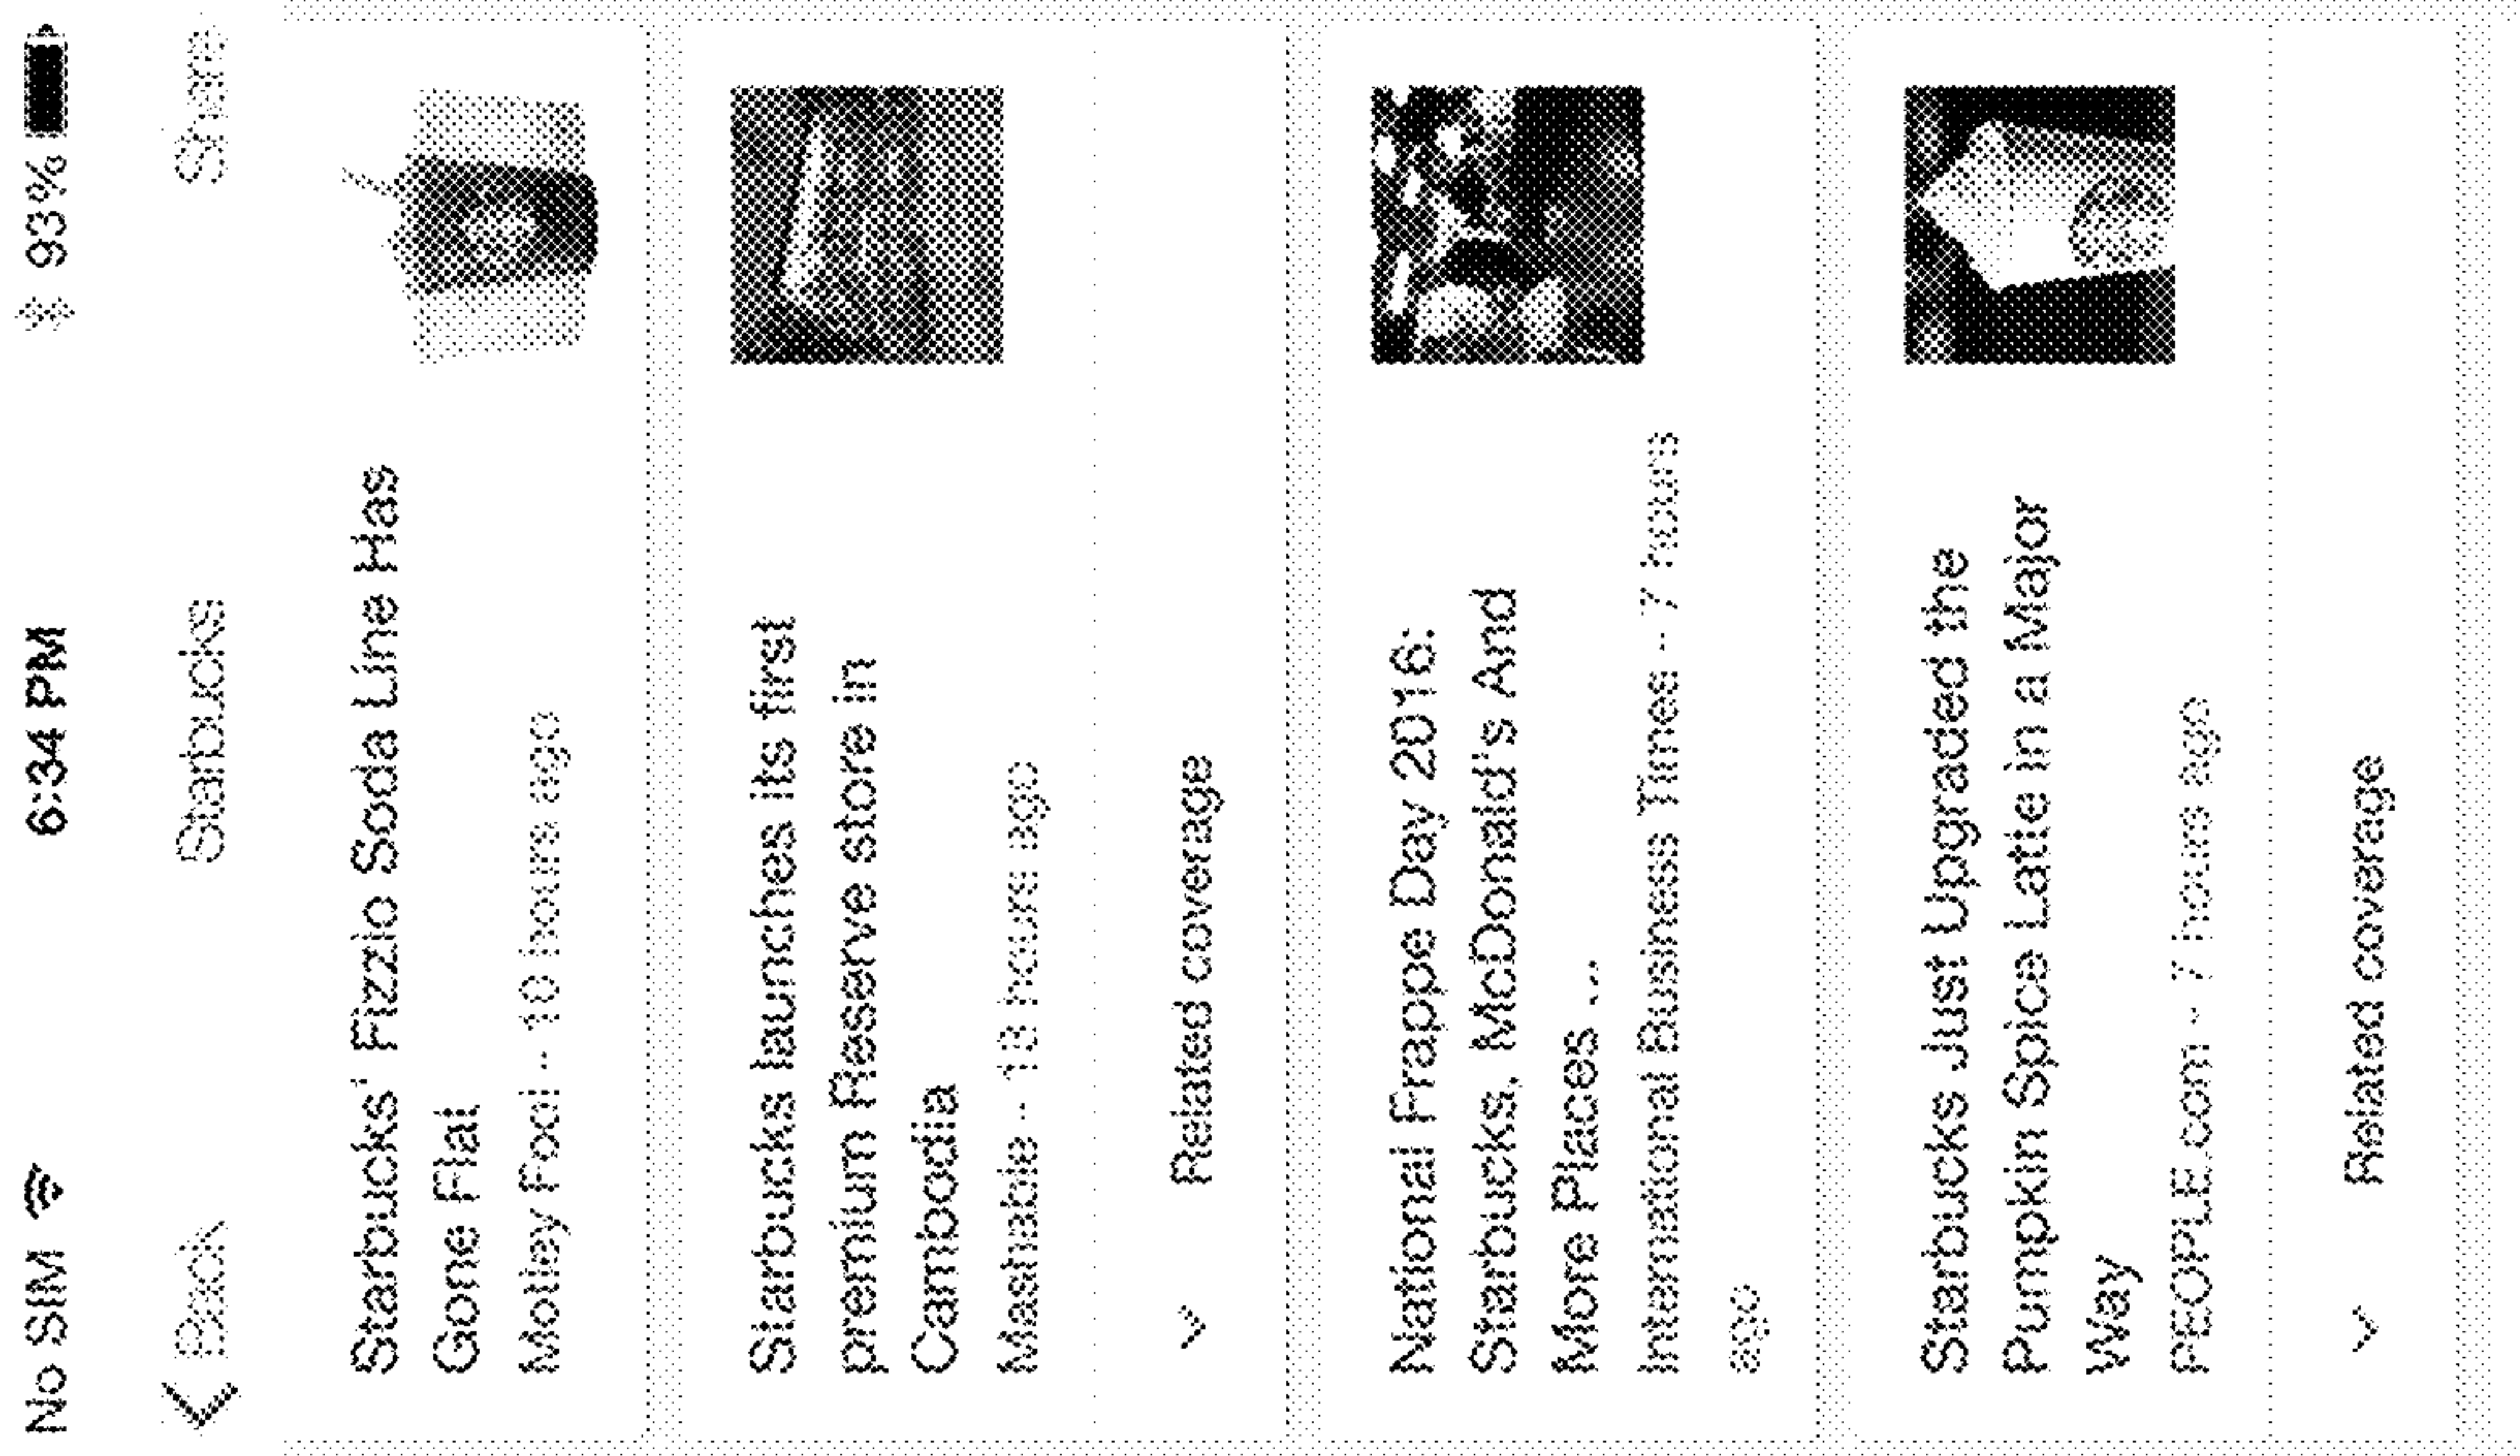 No SIM 6:34 PM 93%
Back Starbucks Share
Starbucks' Fizzio Soda Line Has
Gone Flat
Motley Fool - 10 hours ago
Starbucks launches its first
premium Reserve store in
Cambodia
Mashable - 18 hours ago
Related coverage
National Frappe Day 2016:
Starbucks, McDonald's And
More Places ...
International Business Times - 7 hours
ago
Starbucks Just Upgraded the
Pumpkin Spice Latte in a Major
Way
PEOPLE.com - 7 hours ago
Related coverage